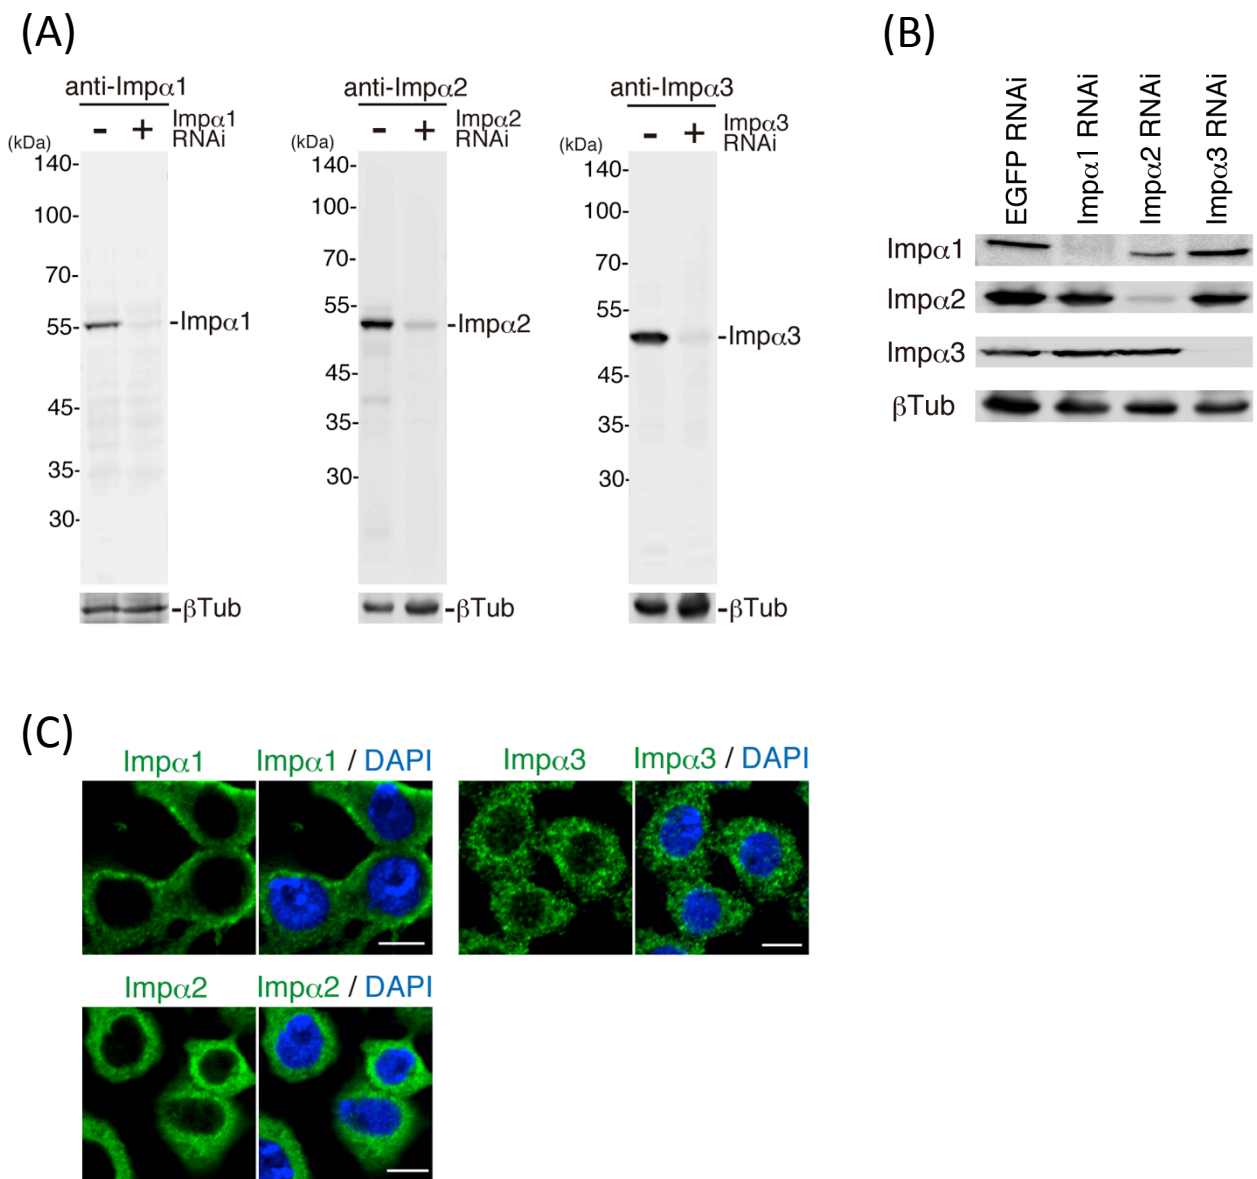 (A)
anti-Impα1
- + Impα1
RNAi
(kDa)
140-
100-
70-
55-
45-
35-
30-
-Impα1
-βTub
anti-Impα2
- + Impα2
RNAi
(kDa)
140-
100-
70-
55-
45-
35-
30-
-Impα2
-βTub
anti-Impα3
- + Impα3
RNAi
(kDa)
140-
100-
70-
55-
45-
35-
30-
-Impα3
-βTub
(B)
EGFP RNAi
Impα1 RNAi
Impα2 RNAi
Impα3 RNAi
Impα1
Impα2
Impα3
βTub
(C)
Impα1 Impα1 / DAPI
Impα3 Impα3 / DAPI
Impα2 Impα2 / DAPI